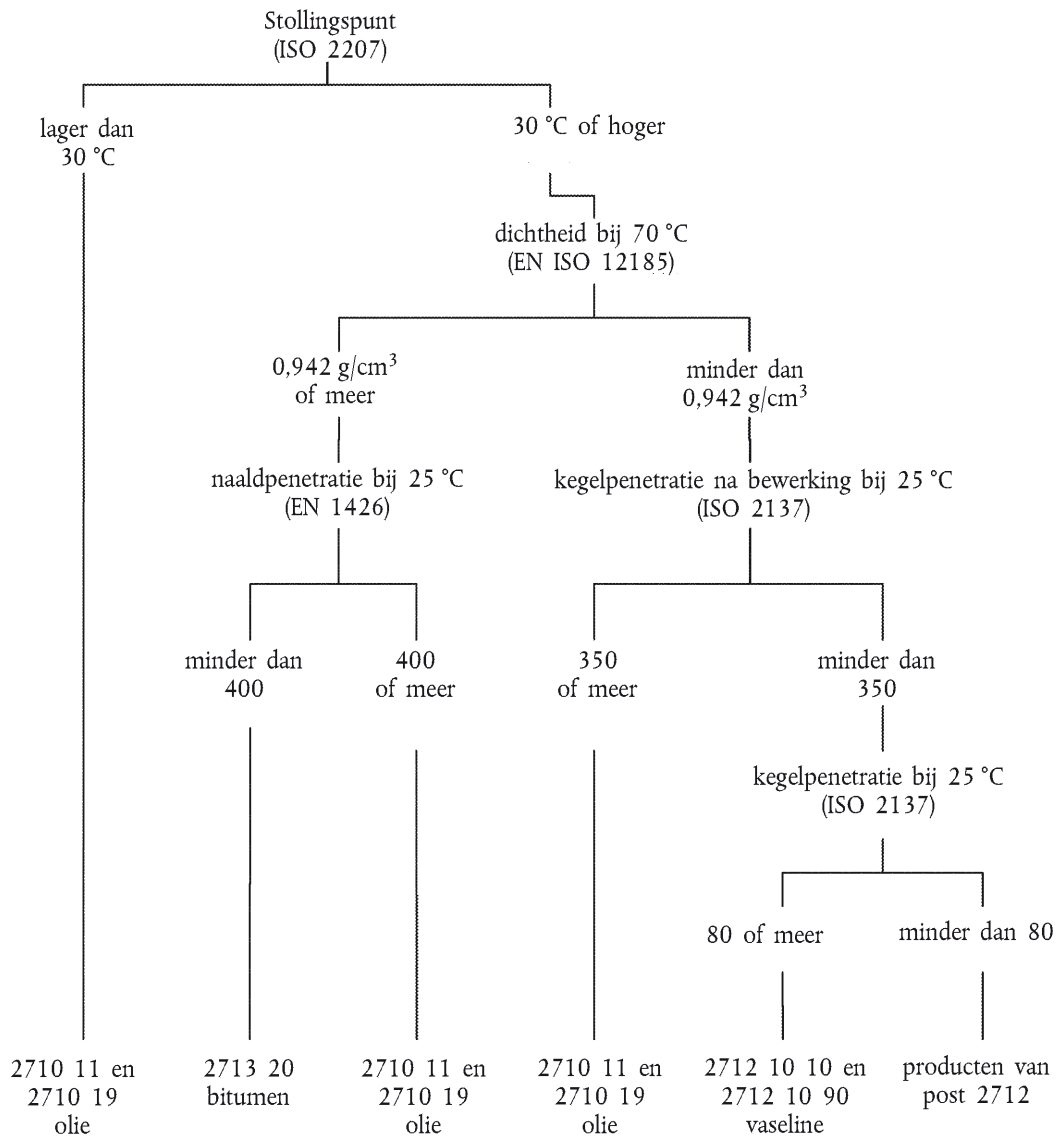 Stollingspunt
(ISO 2207)
lager dan
30 °C
30 °C of hoger
dichtheid bij 70 °C
(EN ISO 12185)
0,942 g/cm³
of meer
minder dan
0,942 g/cm³
naaldpenetratie bij 25 °C
(EN 1426)
kegelpenetratie na bewerking bij 25 °C
(ISO 2137)
minder dan
400
400
of meer
350
of meer
minder dan
350
kegelpenetratie bij 25 °C
(ISO 2137)
80 of meer
minder dan 80
2710 11 en
2710 19
olie
2713 20
bitumen
2710 11 en
2710 19
olie
2710 11 en
2710 19
olie
2712 10 10 en
2712 10 90
vaseline
producten van
post 2712